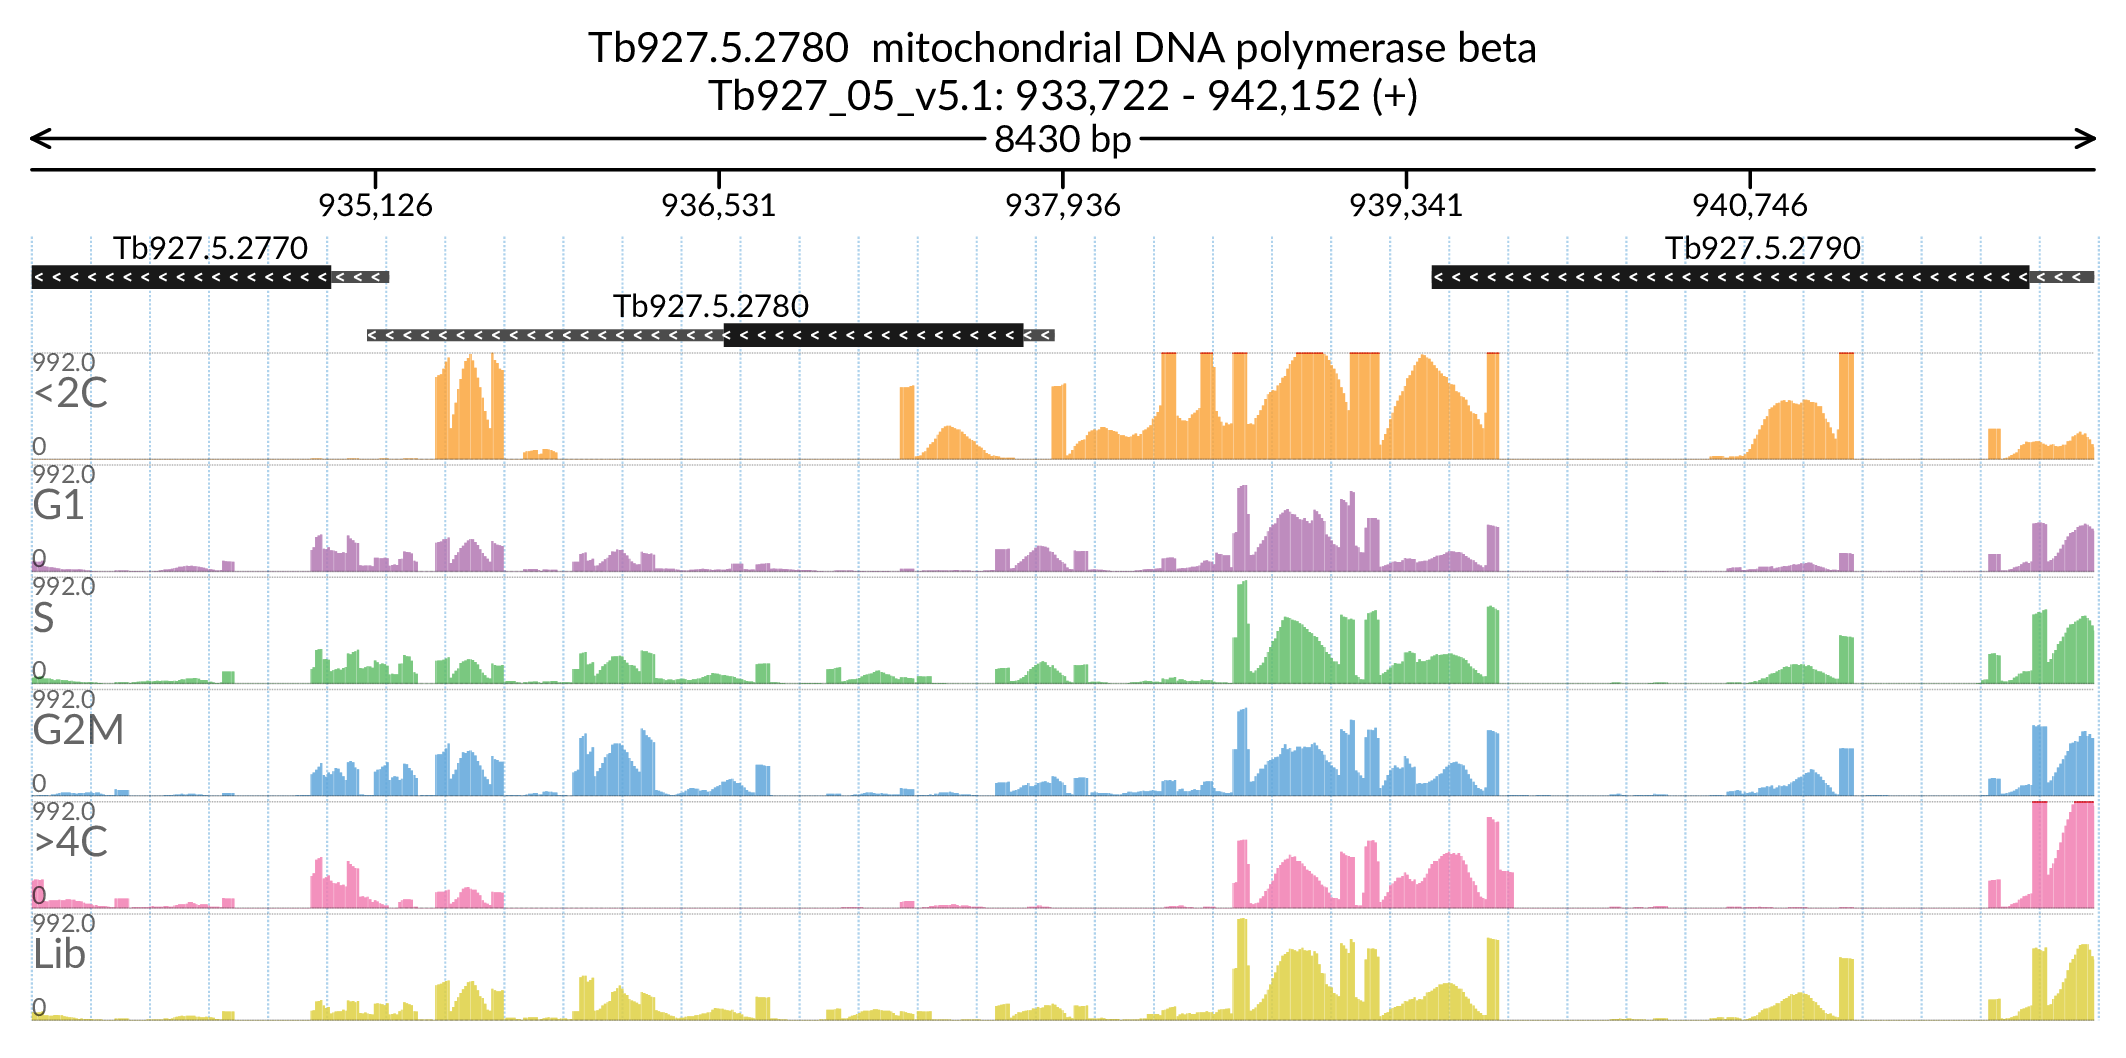 Tb927.5.2780  mitochondrial DNA polymerase beta
Tb927_05_v5.1: 933,722 - 942,152 (+)
8430 bp
935,126 936,531 937,936 939,341 940,746
Tb927.5.2770 Tb927.5.2790
Tb927.5.2780
992.0
<2C
0
992.0
G1
0
992.0
S
0
992.0
G2M
0
992.0
>4C
0
992.0
Lib
0